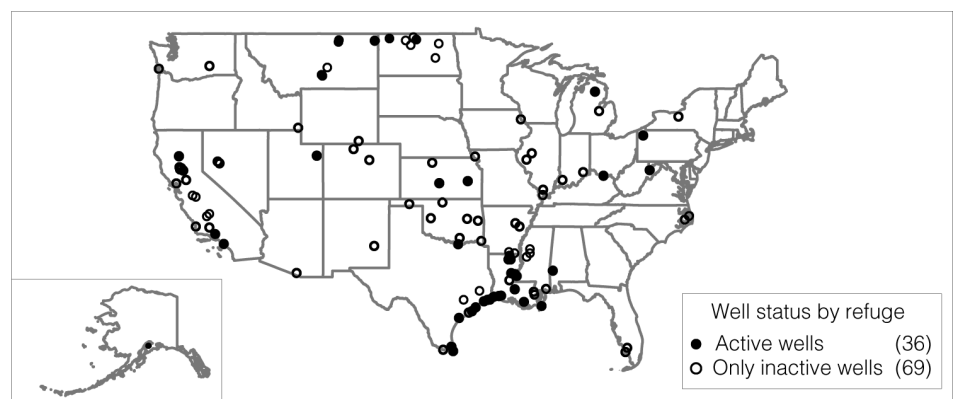 Well status by refuge
Active wells (36)
Only inactive wells (69)